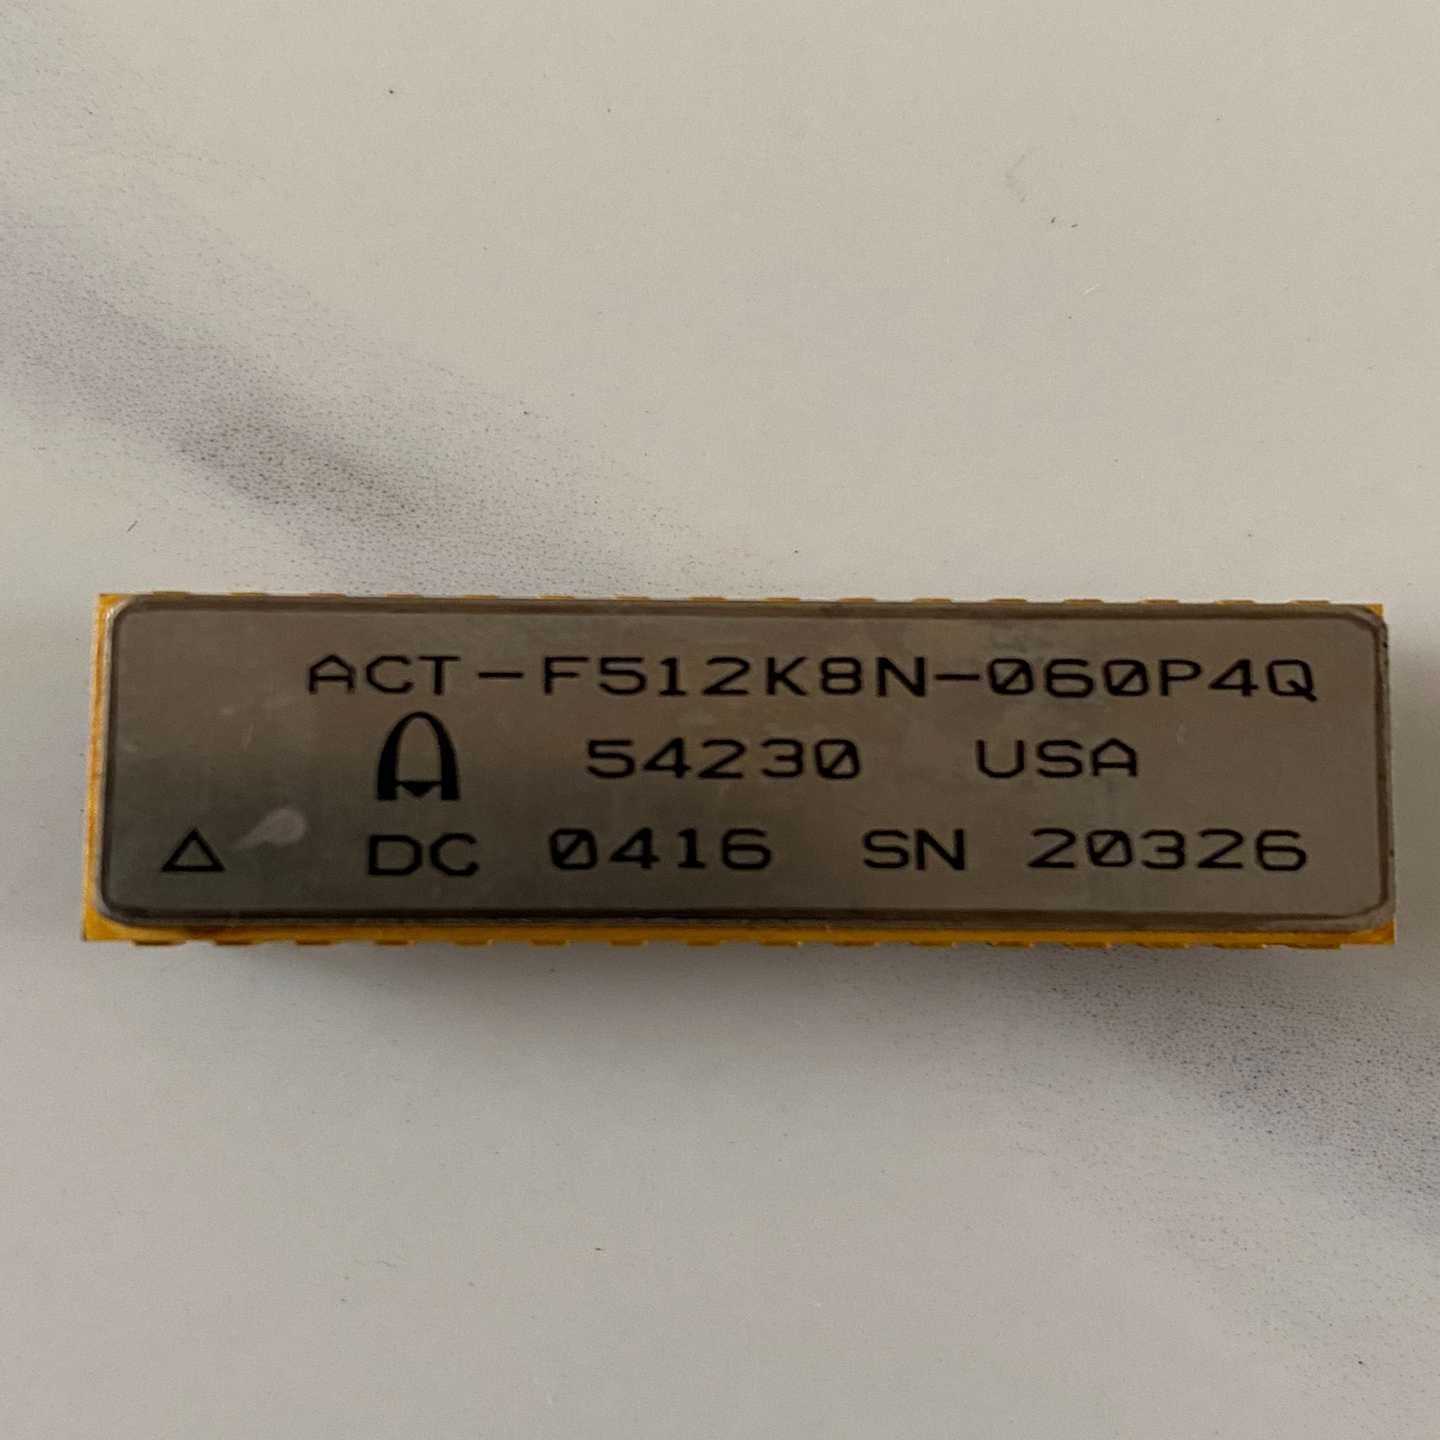 ACT-F512K8N-060P4Q
54230 USA
DC 0416 SN 20326